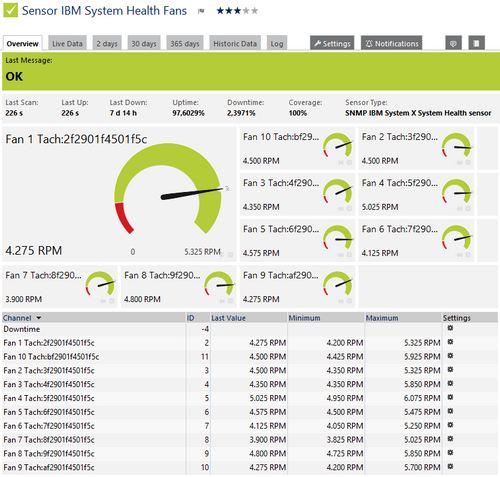 Sensor IBM System Health Fans
Overview Live Data 2 days 30 days 365 days Historic Data Log Settings Notifications
Last Message:
OK
Last Scan: Last Up: Last Down: Uptime: Downtime: Coverage: Sensor Type:
226 s 226 s 7 d 14 h 97,6029% 2,3971% 100% SNMP IBM System X System Health sensor
Fan 1 Tach:2f2901f4501f5c
4.275 RPM
0 5.325 RPM
Fan 10 Tach:bf29...
4.500 RPM
Fan 2 Tach:3f290...
4.500 RPM
Fan 3 Tach:4f290...
4.350 RPM
Fan 4 Tach:5f290...
5.025 RPM
Fan 5 Tach:6f290...
4.575 RPM
Fan 6 Tach:7f290...
4.125 RPM
Fan 7 Tach:8f290...
3.900 RPM
Fan 8 Tach:9f290...
4.800 RPM
Fan 9 Tach:af290...
4.275 RPM
Channel ID Last Value Minimum Maximum Settings
Downtime -4
Fan 1 Tach:2f2901f4501f5c 2 4.275 RPM 4.200 RPM 5.325 RPM
Fan 10 Tach:bf2901f4501f5c 11 4.500 RPM 4.425 RPM 5.925 RPM
Fan 2 Tach:3f2901f4501f5c 3 4.500 RPM 4.350 RPM 5.325 RPM
Fan 3 Tach:4f2901f4501f5c 4 4.350 RPM 4.350 RPM 5.850 RPM
Fan 4 Tach:5f2901f4501f5c 5 5.025 RPM 4.950 RPM 6.075 RPM
Fan 5 Tach:6f2901f4501f5c 6 4.575 RPM 4.500 RPM 5.475 RPM
Fan 6 Tach:7f2901f4501f5c 7 4.125 RPM 4.050 RPM 5.250 RPM
Fan 7 Tach:8f2901f4501f5c 8 3.900 RPM 3.825 RPM 5.025 RPM
Fan 8 Tach:9f2901f4501f5c 9 4.800 RPM 4.725 RPM 5.850 RPM
Fan 9 Tach:af2901f4501f5c 10 4.275 RPM 4.200 RPM 5.700 RPM